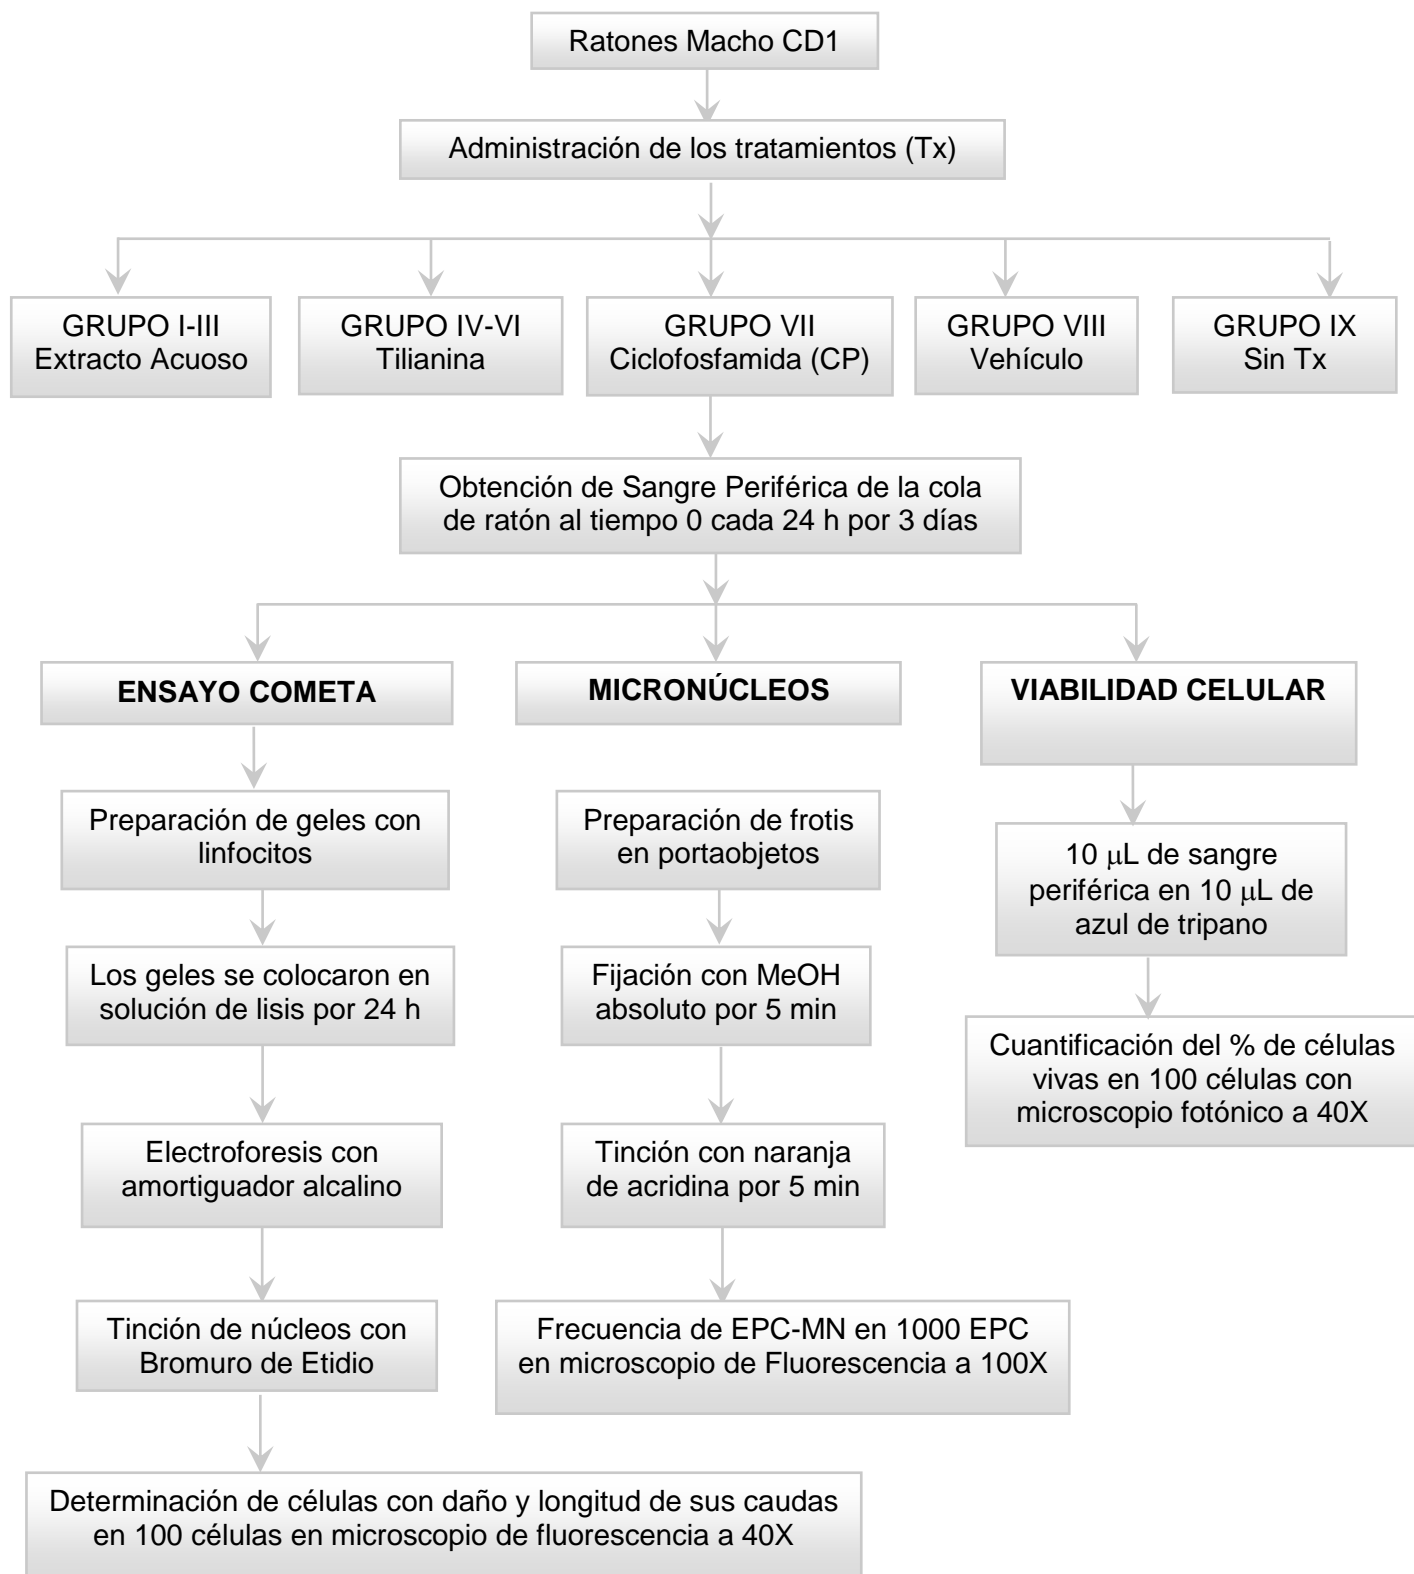 Ratones Macho CD1
Administración de los tratamientos (Tx)
GRUPO I-III
Extracto Acuoso
GRUPO IV-VI
Tilianina
GRUPO VII
Ciclofosfamida (CP)
GRUPO VIII
Vehículo
GRUPO IX
Sin Tx
Obtención de Sangre Periférica de la cola
de ratón al tiempo 0 cada 24 h por 3 días
ENSAYO COMETA
MICRONÚCLEOS
VIABILIDAD CELULAR
Preparación de geles con
linfocitos
Los geles se colocaron en
solución de lisis por 24 h
Electroforesis con
amortiguador alcalino
Tinción de núcleos con
Bromuro de Etidio
Determinación de células con daño y longitud de sus caudas
en 100 células en microscopio de fluorescencia a 40X
Preparación de frotis
en portaobjetos
Fijación con MeOH
absoluto por 5 min
Tinción con naranja
de acridina por 5 min
Frecuencia de EPC-MN en 1000 EPC
en microscopio de Fluorescencia a 100X
10 μL de sangre
periférica en 10 μL de
azul de tripano
Cuantificación del % de células
vivas en 100 células con
microscopio fotónico a 40X